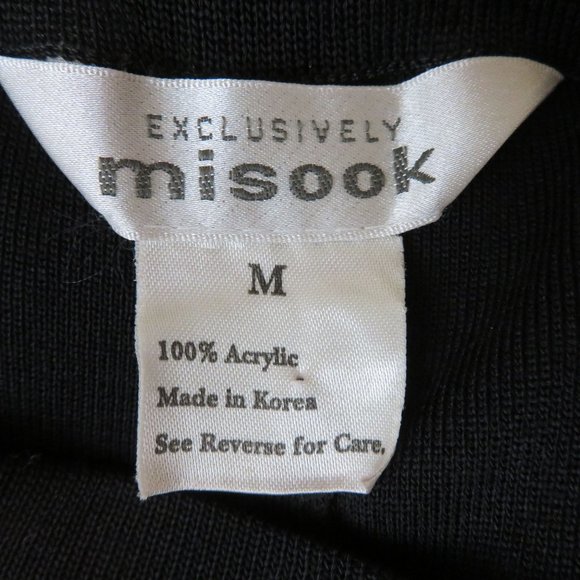 EXCLUSIVELY
misook
M
100% Acrylic
Made in Korea
See Reverse for Care.